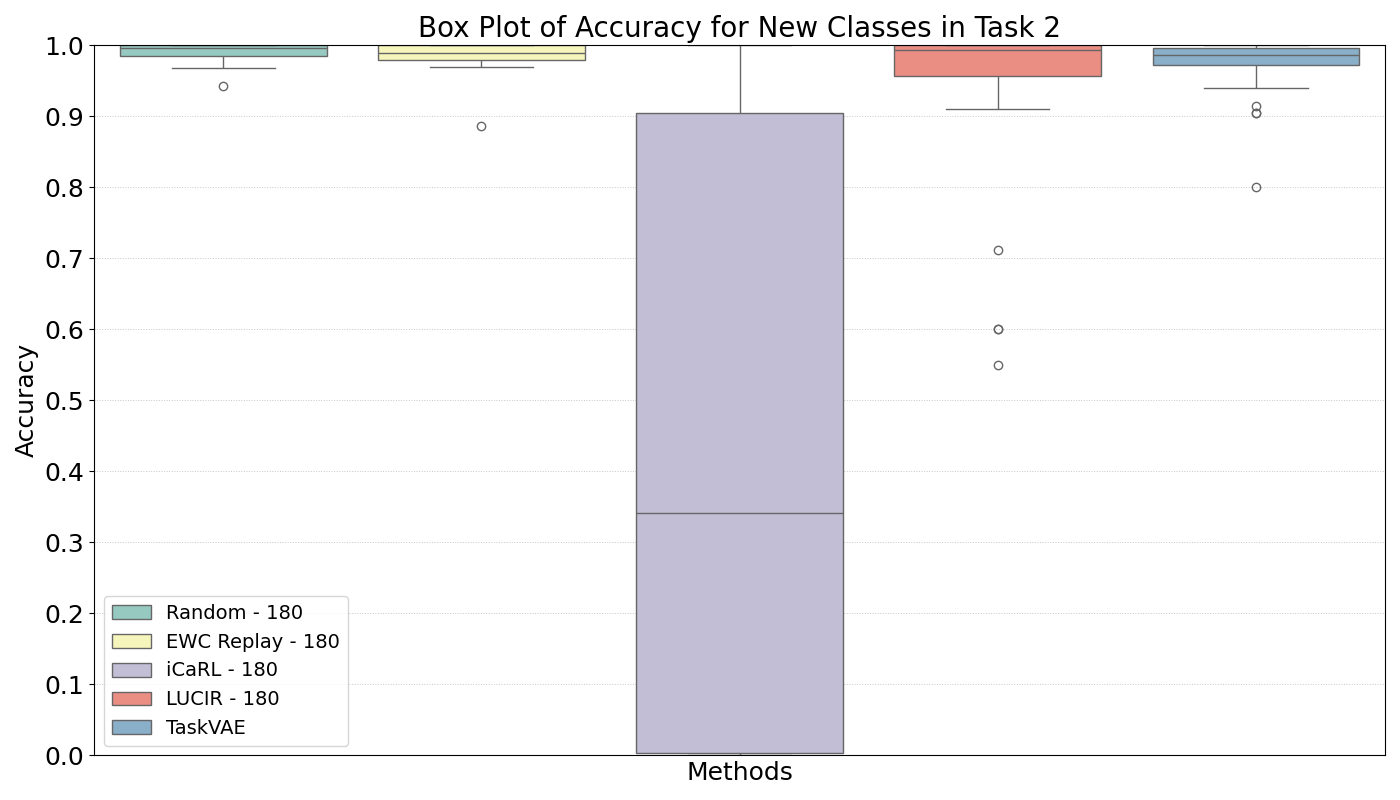 Box Plot of Accuracy for New Classes in Task 2
1.0
0.9
0.8
0.7
0.6
0.5
0.4
0.3
0.2
0.1
0.0
Accuracy
Random - 180
EWC Replay - 180
iCaRL - 180
LUCIR - 180
TaskVAE
Methods